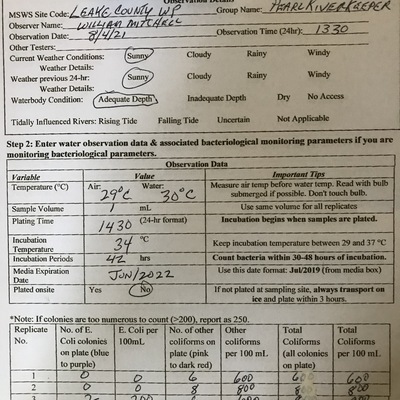 Observation Details
MSWS Site Code: LEAKE COUNTY WP Group Name: PEARL RIVERKEEPER
Observer Name: WILLIAM MITCHELL
Observation Date: 8/4/21 Observation Time (24hr): 1330
Other Testers:
Current Weather Conditions: Sunny Cloudy Rainy Windy
Weather Details:
Weather previous 24-hr: Sunny Cloudy Rainy Windy
Weather Details:
Waterbody Condition: Adequate Depth Inadequate Depth Dry No Access
Tidally Influenced Rivers: Rising Tide Falling Tide Uncertain Not Applicable
Step 2: Enter water observation data & associated bacteriological monitoring parameters if you are
monitoring bacteriological parameters.
Observation Data
Variable Value Important Tips
Temperature (°C) Air: 29°C Water: 30°C Measure air temp before water temp. Read with bulb
submerged if possible. Don't touch bulb.
Sample Volume 1 mL Use same volume for all replicates
Plating Time 1430 (24-hr format) Incubation begins when samples are plated.
Incubation
Temperature 34 °C Keep incubation temperature between 29 and 37 °C
Incubation Periods 42 hrs Count bacteria within 30-48 hours of incubation.
Media Expiration
Date JUN/2022 Use this date format: Jul/2019 (from media box)
Plated onsite Yes No If not plated at sampling site, always transport on
ice and plate within 3 hours.
*Note: If colonies are too numerous to count (>200), report as 250.
Replicate No. of E. E. Coli per No. of other Other Total Total
No. Coli colonies 100mL coliforms on coliforms Coliforms Coliforms
on plate (blue plate (pink per 100 mL (all colonies per 100 mL
to purple) to dark red) on plate)
1 0 0 6 600 600
2 0 0 8 800 800
3 200